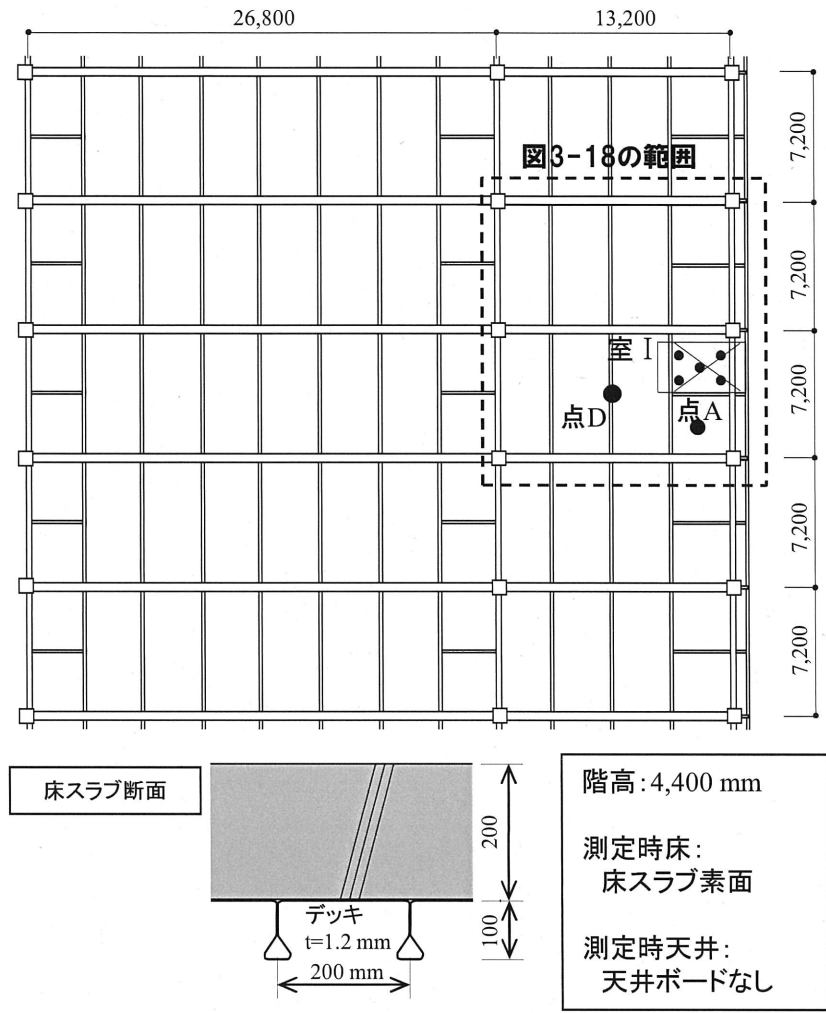 26,800
13,200
図3-18の範囲
7,200
7,200
室Ⅰ
点D
点A
7,200
7,200
7,200
床スラブ断面
デッキ
t=1.2 mm
200 mm
200
100
階高:4,400 mm
測定時床:
床スラブ素面
測定時天井:
天井ボードなし